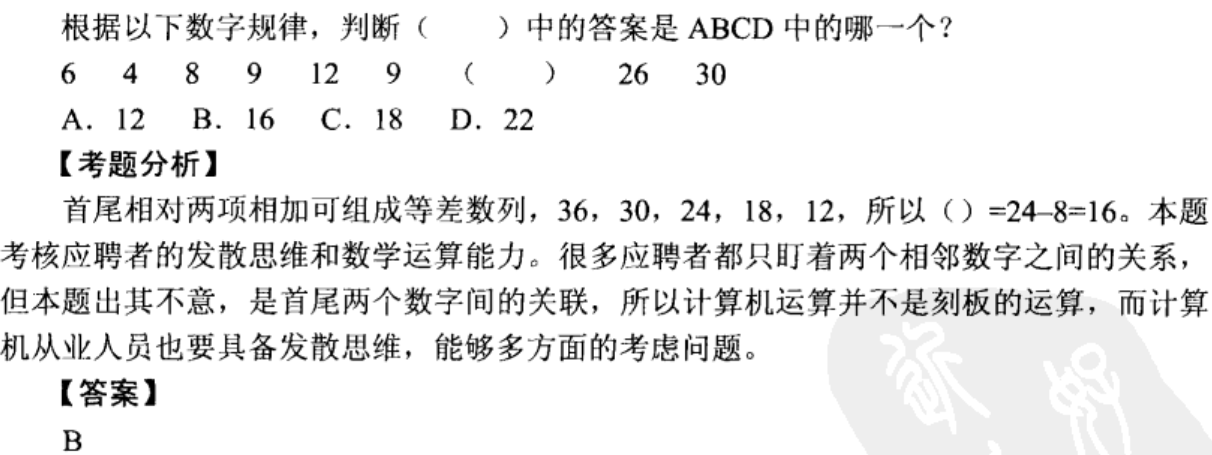 根据以下数字规律，判断（　　）中的答案是 ABCD 中的哪一个？
6 4 8 9 12 9 （　　） 26 30
A．12 B．16 C．18 D．22
【考题分析】
首尾相对两项相加可组成等差数列，36，30，24，18，12，所以（）=24–8=16。本题
考核应聘者的发散思维和数学运算能力。很多应聘者都只盯着两个相邻数字之间的关系，
但本题出其不意，是首尾两个数字间的关联，所以计算机运算并不是刻板的运算，而计算
机从业人员也要具备发散思维，能够多方面的考虑问题。
【答案】
B